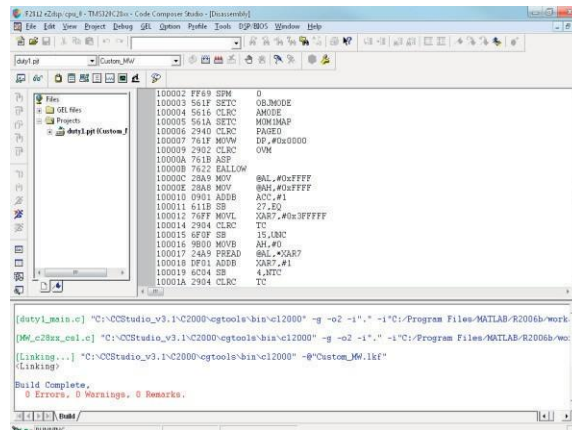 F2812 eZdsp/cpu_0 - TMS320C28xx - Code Composer Studio - [Disassembly]
File Edit View Project Debug GEL Option Profile Tools DSP/BIOS Window Help
duty1.pjt Custom_MW
Files
GEL files
Projects
duty1.pjt (Custom_M
100002 FF69 SPM
100003 561F SETC OBJMODE
100004 5616 CLRC AMODE
100005 561A SETC M0M1MAP
100006 2940 CLRC PAGE0
100007 761F MOVW DP,#0x0000
100009 2902 CLRC OVM
10000A 761B ASP
10000B 7622 EALLOW
10000C 28A9 MOV @AL,#0xFFFF
10000E 28A8 MOV @AH,#0xFFFF
100010 0901 ADDB ACC,#1
100011 611B SB 27,EQ
100012 76FF MOVL XAR7,#0x3FFFFF
100014 2904 CLRC TC
100015 6F0F SB 15,UNC
100016 9B00 MOVB AH,#0
100017 24A9 PREAD @AL,*XAR7
100018 DF01 ADDB XAR7,#1
100019 6C04 SB 4,NTC
10001A 2904 CLRC TC
[duty1_main.c] "C:\CCStudio_v3.1\C2000\cgtools\bin\cl2000" -g -o2 -i"." -i"C:/Program Files/MATLAB/R2006b/work
[MW_c28xx_csl.c] "C:\CCStudio_v3.1\C2000\cgtools\bin\cl2000" -g -o2 -i"." -i"C:/Program Files/MATLAB/R2006b/wo
[Linking...] "C:\CCStudio_v3.1\C2000\cgtools\bin\cl2000" -@"Custom_MW.lkf"
<Linking>
Build Complete,
0 Errors, 0 Warnings, 0 Remarks.
Build
RUNNING